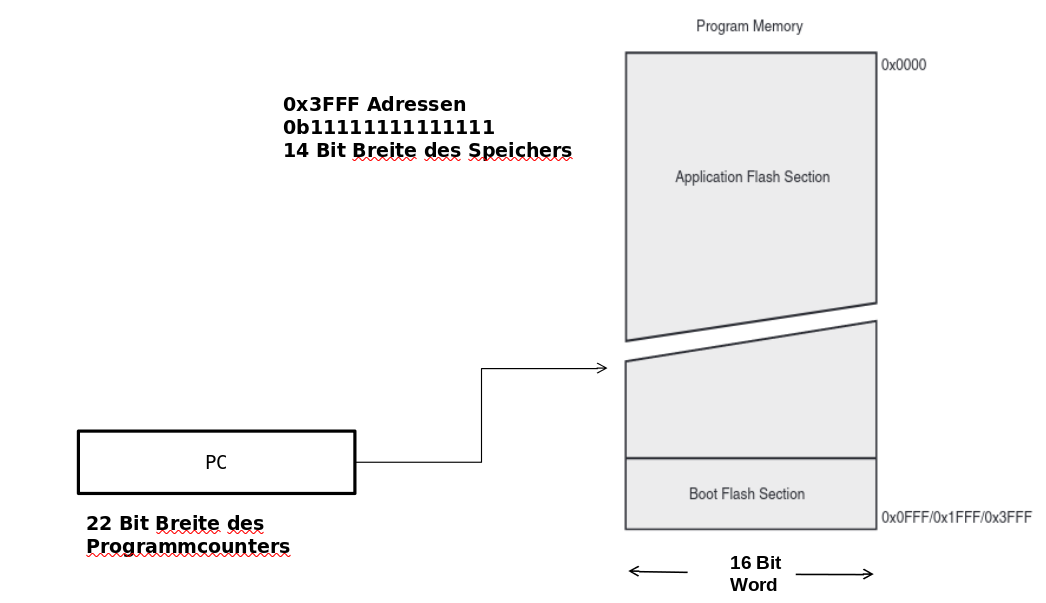 Program Memory
0x0000
0x3FFF Adressen
0b11111111111111
14 Bit Breite des Speichers
Application Flash Section
PC
Boot Flash Section
0x0FFF/0x1FFF/0x3FFF
22 Bit Breite des
Programmcounters
16 Bit
Word